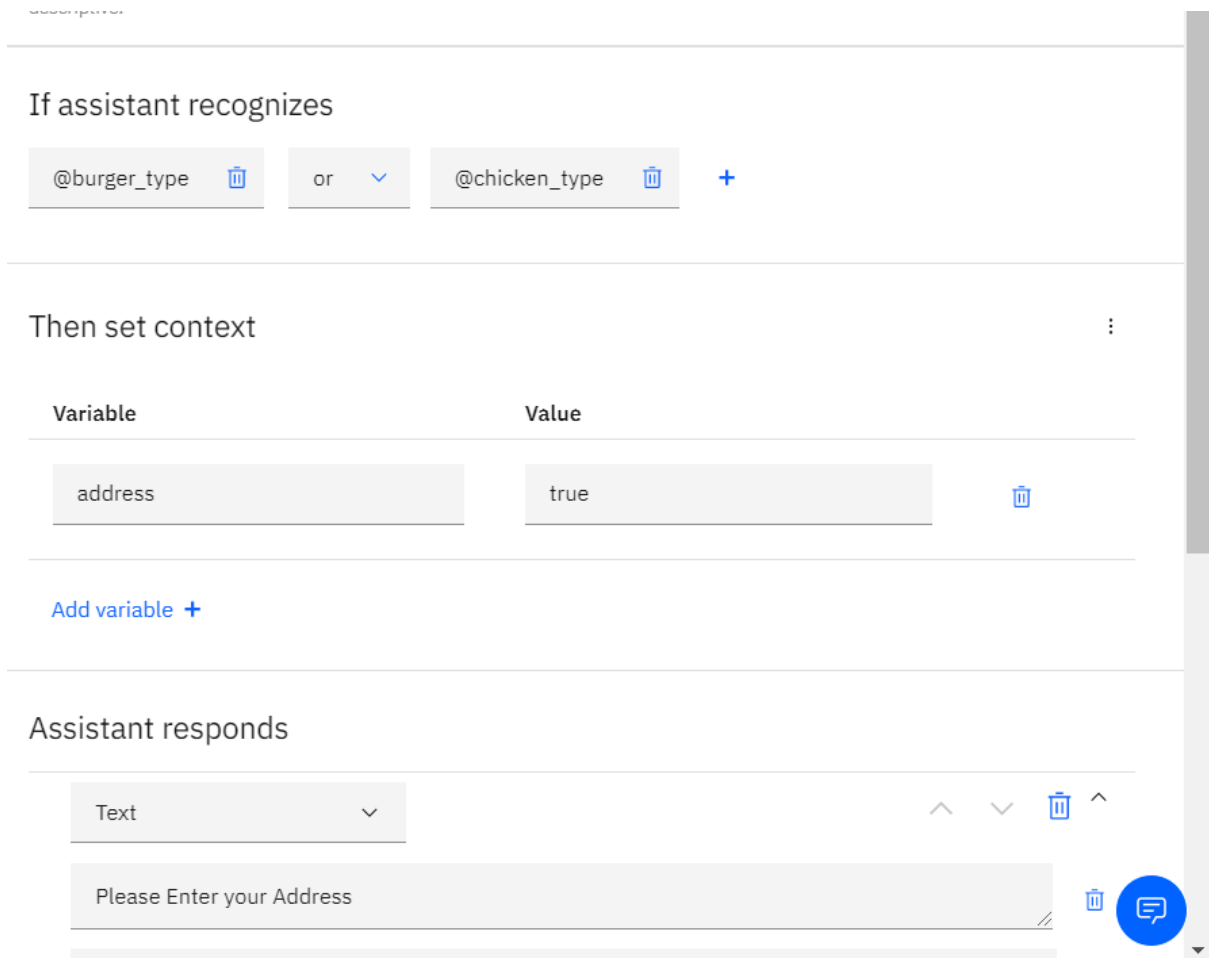 If assistant recognizes
@burger_type or @chicken_type +
Then set context
Variable Value
address true
Add variable +
Assistant responds
Text
Please Enter your Address